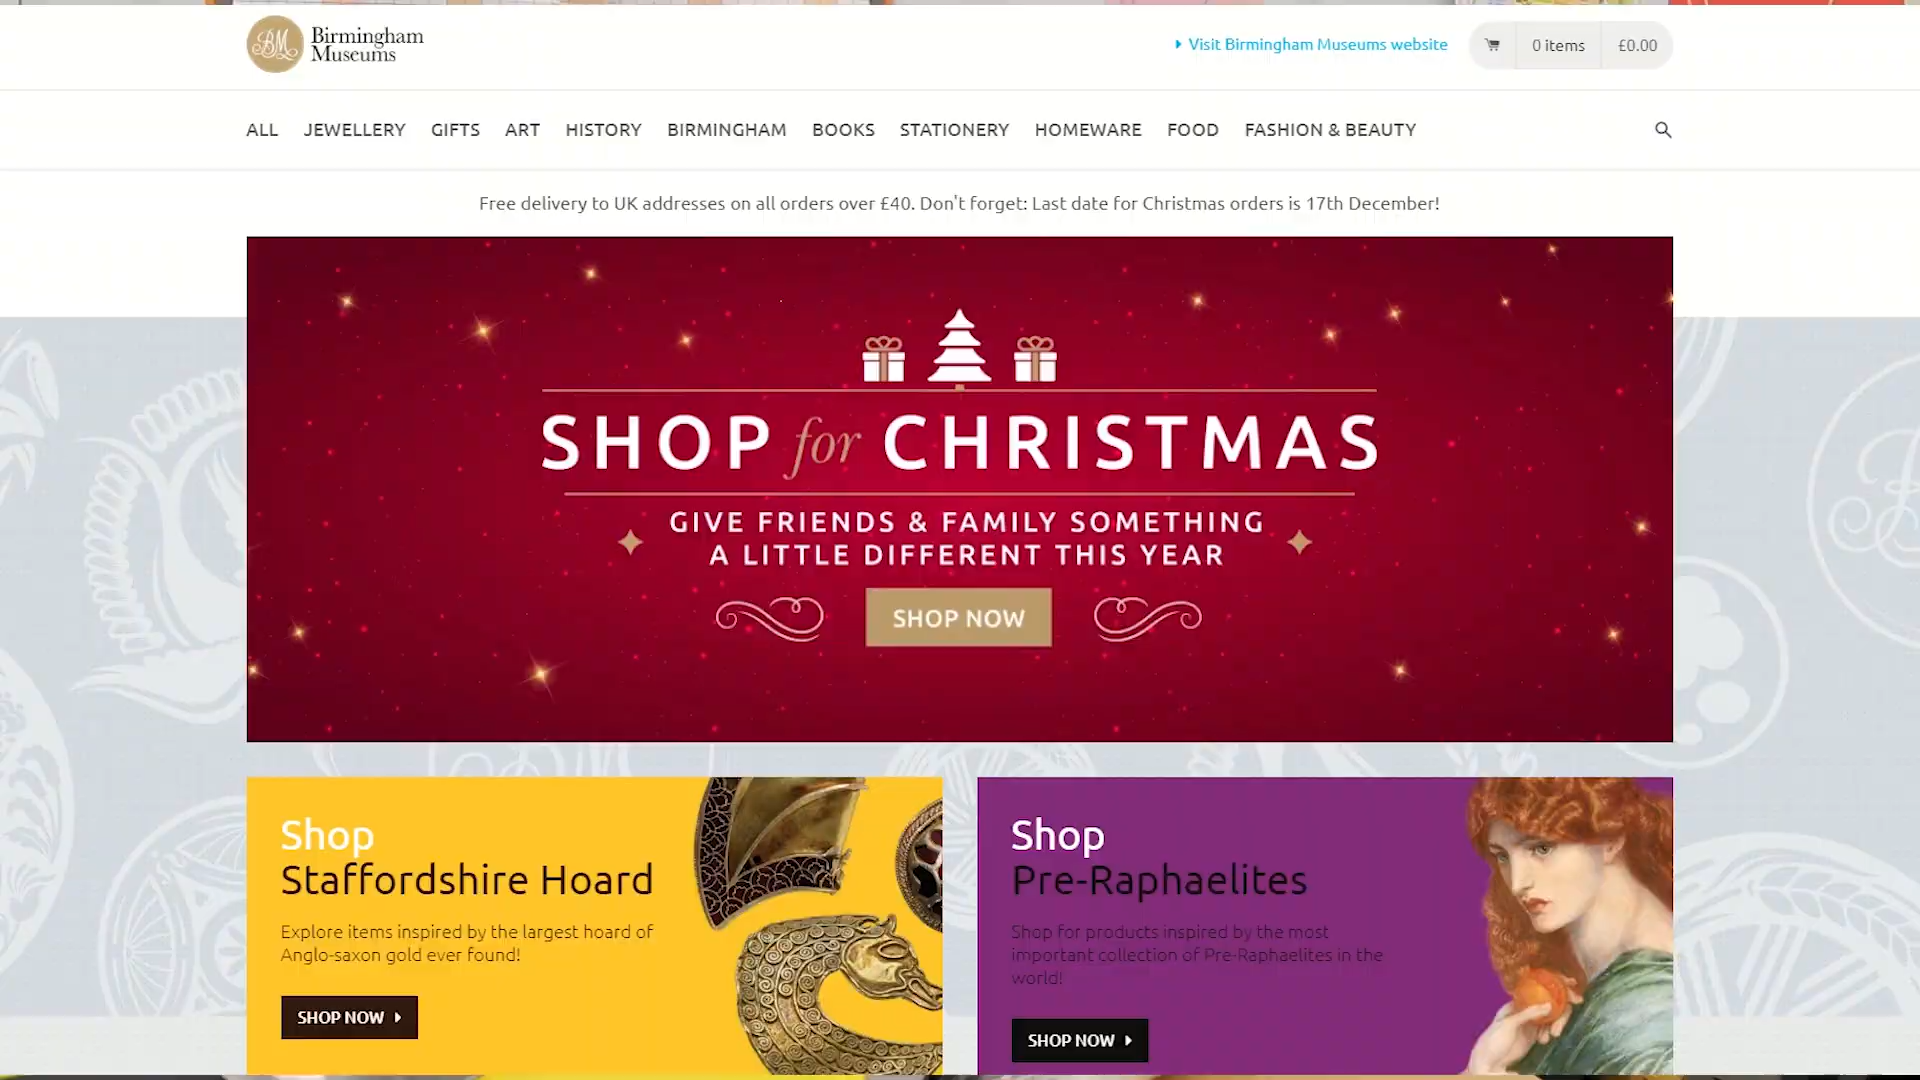 BM Birmingham
Museums
Visit Birmingham Museums website
0 items
£0.00
ALL JEWELLERY GIFTS ART HISTORY BIRMINGHAM BOOKS STATIONERY HOMEWARE FOOD FASHION & BEAUTY
Free delivery to UK addresses on all orders over £40. Don't forget: Last date for Christmas orders is 17th December!
SHOP for CHRISTMAS
GIVE FRIENDS & FAMILY SOMETHING
A LITTLE DIFFERENT THIS YEAR
SHOP NOW
Shop
Staffordshire Hoard
Explore items inspired by the largest hoard of
Anglo-saxon gold ever found!
SHOP NOW
Shop
Pre-Raphaelites
Shop for products inspired by the most
important collection of Pre-Raphaelites in the
world!
SHOP NOW